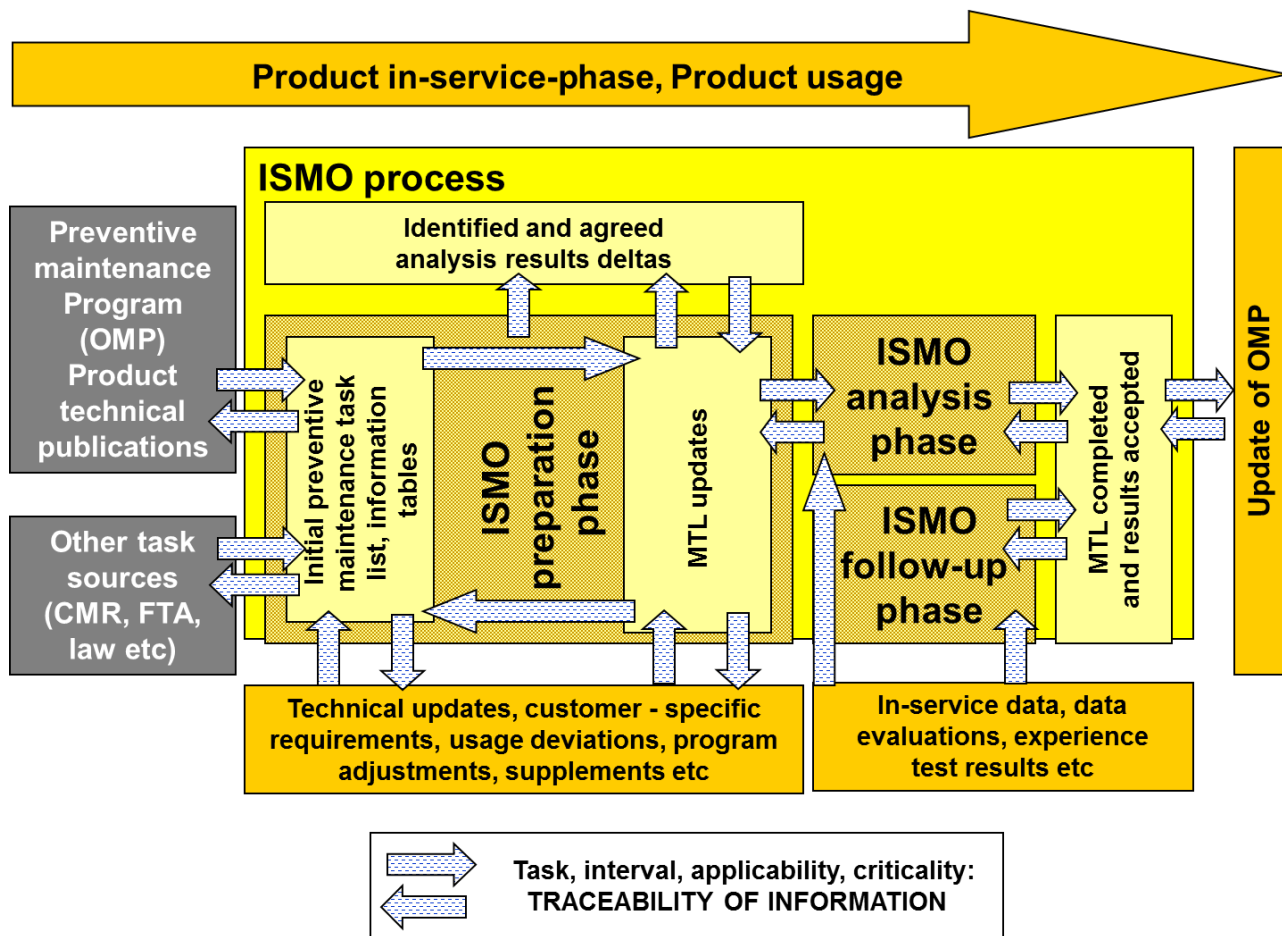 Product in-service-phase, Product usage
ISMO process
Identified and agreed
analysis results deltas
Preventive
maintenance
Program
(OMP)
Product
technical
publications
Other task
sources
(CMR, FTA,
law etc)
Initial preventive
maintenance task
list, information
tables
ISMO
preparation
phase
MTL updates
ISMO
analysis
phase
ISMO
follow-up
phase
MTL completed
and results accepted
Update of OMP
Technical updates, customer - specific
requirements, usage deviations, program
adjustments, supplements etc
In-service data, data
evaluations, experience
test results etc
Task, interval, applicability, criticality:
TRACEABILITY OF INFORMATION